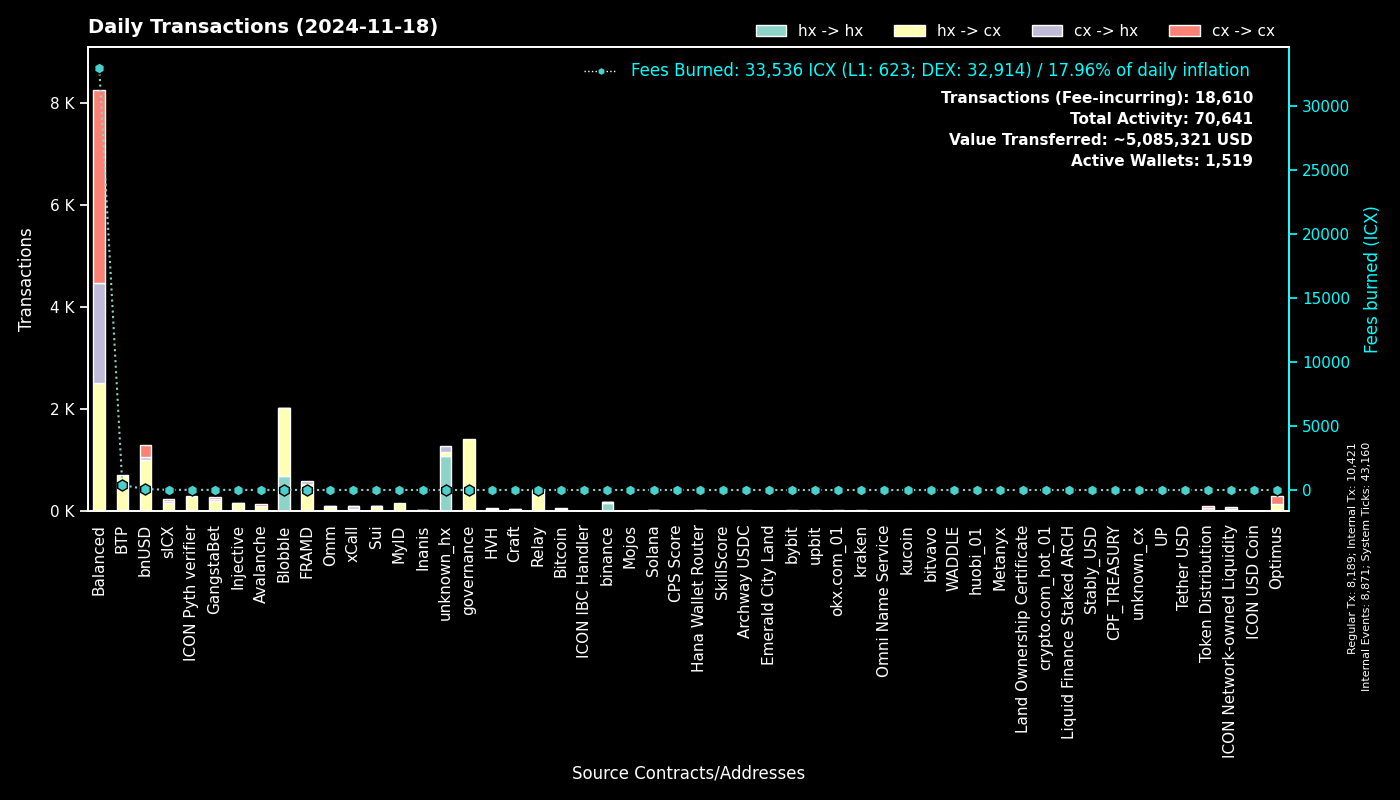 Daily Transactions (2024-11-18)
hx -> hx
hx -> cx
cx -> hx
cx -> cx
Fees Burned: 33,536 ICX (L1: 623; DEX: 32,914) / 17.96% of daily inflation
Transactions (Fee-incurring): 18,610
Total Activity: 70,641
Value Transferred: ~5,085,321 USD
Active Wallets: 1,519
Transactions
8 K
6 K
4 K
2 K
0 K
30000
25000
20000
15000
10000
5000
0
Fees burned (ICX)
Regular Tx: 8,189; Internal Tx: 10,421
Internal Events: 8,871; System Ticks: 43,160
Balanced
BTP
bnUSD
sICX
ICON Pyth verifier
GangstaBet
Injective
Avalanche
Blobble
FRAMD
Omm
xCall
Sui
MyID
Inanis
unknown_hx
governance
HVH
Craft
Relay
Bitcoin
ICON IBC Handler
binance
Mojos
Solana
CPS Score
Hana Wallet Router
SkillScore
Archway USDC
Emerald City Land
bybit
upbit
okx.com_01
kraken
Omni Name Service
kucoin
bitvavo
WADDLE
huobi_01
Metanyx
Land Ownership Certificate
crypto.com_hot_01
Liquid Finance Staked ARCH
Stably_USD
CPF_TREASURY
unknown_cx
UP
Tether USD
Token Distribution
ICON Network-owned Liquidity
ICON USD Coin
Optimus
Source Contracts/Addresses